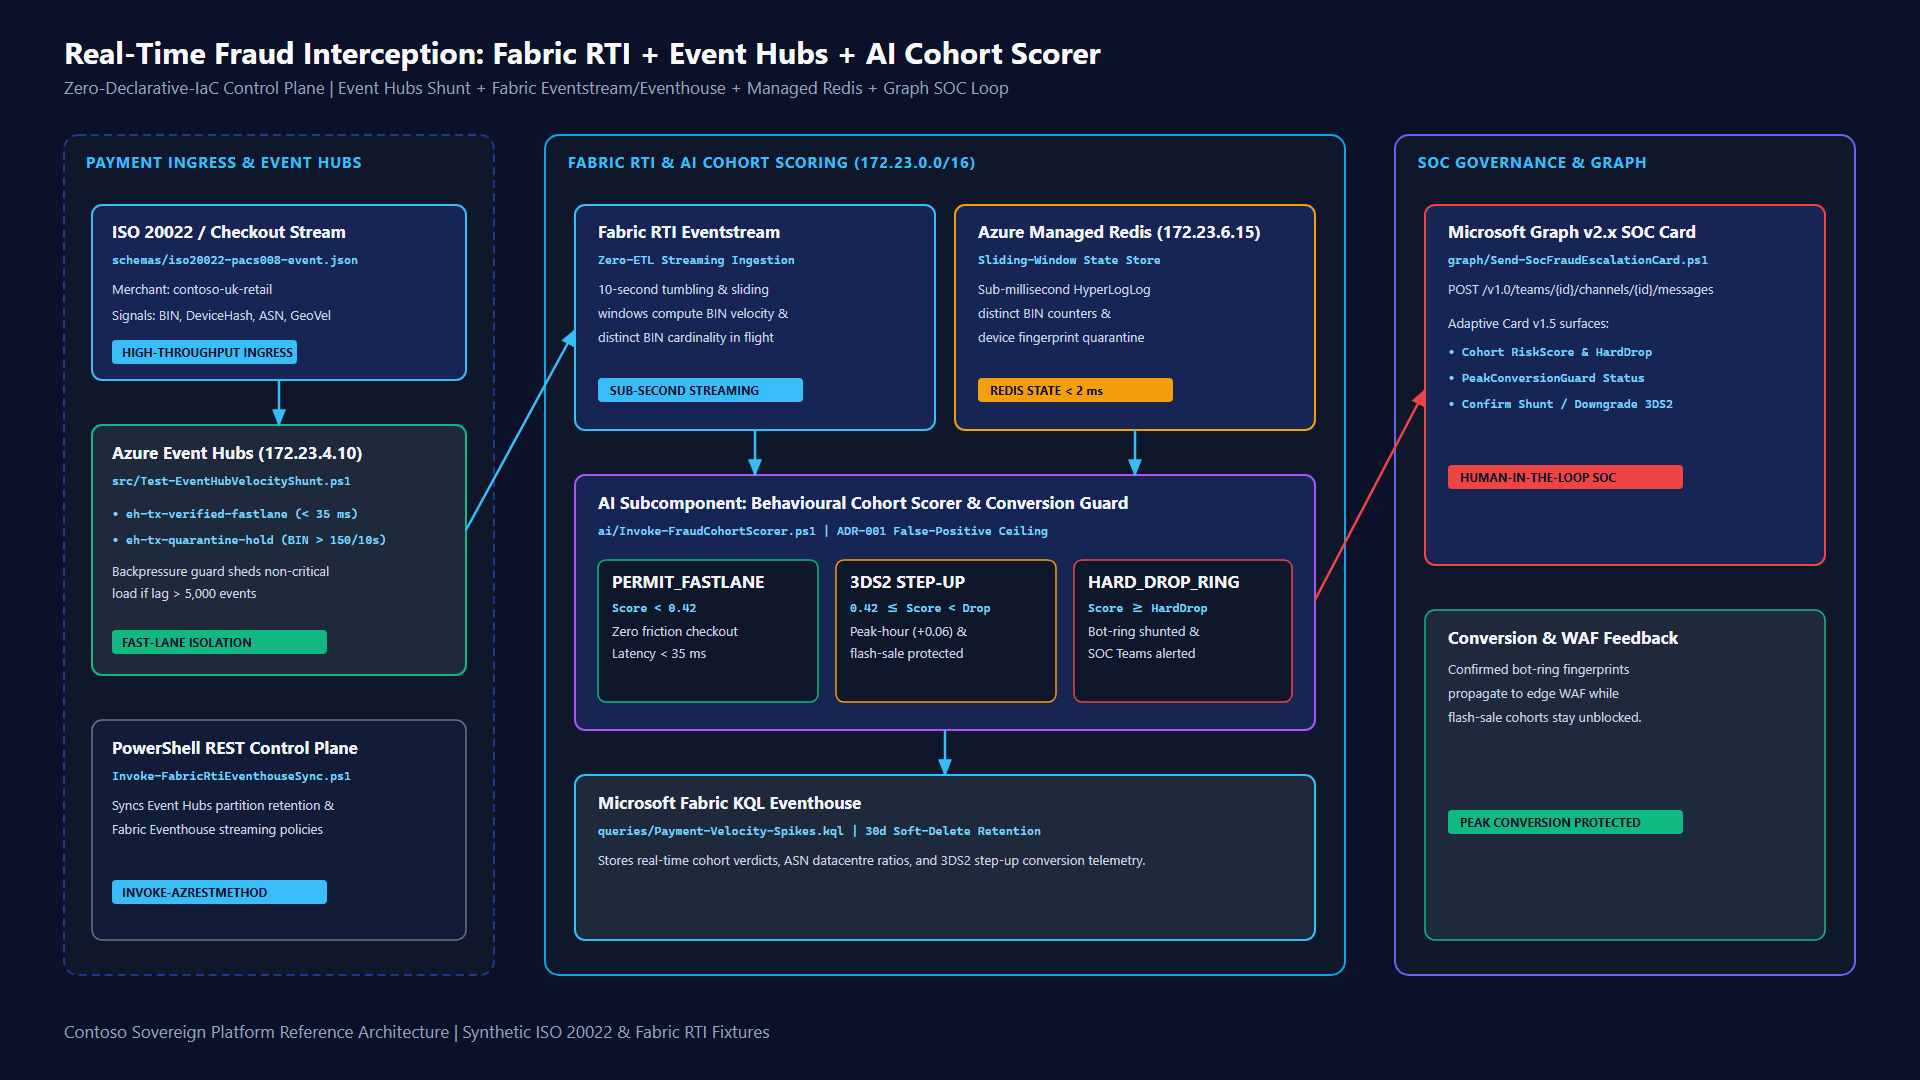 Real-Time Fraud Interception: Fabric RTI + Event Hubs + AI Cohort Scorer
Zero-Declarative-IaC Control Plane | Event Hubs Shunt + Fabric Eventstream/Eventhouse + Managed Redis + Graph SOC Loop
PAYMENT INGRESS & EVENT HUBS
ISO 20022 / Checkout Stream
schemas/iso20022-pacs008-event.json
Merchant: contoso-uk-retail
Signals: BIN, DeviceHash, ASN, GeoVel
HIGH-THROUGHPUT INGRESS
Azure Event Hubs (172.23.4.10)
src/Test-EventHubVelocityShunt.ps1
• eh-tx-verified-fastlane (< 35 ms)
• eh-tx-quarantine-hold (BIN > 150/10s)
Backpressure guard sheds non-critical
load if lag > 5,000 events
FAST-LANE ISOLATION
PowerShell REST Control Plane
Invoke-FabricRtiEventhouseSync.ps1
Syncs Event Hubs partition retention &
Fabric Eventhouse streaming policies
INVOKE-AZRESTMETHOD
FABRIC RTI & AI COHORT SCORING (172.23.0.0/16)
Fabric RTI Eventstream
Zero-ETL Streaming Ingestion
10-second tumbling & sliding
windows compute BIN velocity &
distinct BIN cardinality in flight
SUB-SECOND STREAMING
Azure Managed Redis (172.23.6.15)
Sliding-Window State Store
Sub-millisecond HyperLogLog
distinct BIN counters &
device fingerprint quarantine
REDIS STATE < 2 ms
AI Subcomponent: Behavioural Cohort Scorer & Conversion Guard
ai/Invoke-FraudCohortScorer.ps1 | ADR-001 False-Positive Ceiling
PERMIT_FASTLANE
Score < 0.42
Zero friction checkout
Latency < 35 ms
3DS2 STEP-UP
0.42 ≤ Score < Drop
Peak-hour (+0.06) &
flash-sale protected
HARD_DROP_RING
Score ≥ HardDrop
Bot-ring shunted &
SOC Teams alerted
Microsoft Fabric KQL Eventhouse
queries/Payment-Velocity-Spikes.kql | 30d Soft-Delete Retention
Stores real-time cohort verdicts, ASN datacentre ratios, and 3DS2 step-up conversion telemetry.
SOC GOVERNANCE & GRAPH
Microsoft Graph v2.x SOC Card
graph/Send-SocFraudEscalationCard.ps1
POST /v1.0/teams/{id}/channels/{id}/messages
Adaptive Card v1.5 surfaces:
• Cohort RiskScore & HardDrop
• PeakConversionGuard Status
• Confirm Shunt / Downgrade 3DS2
HUMAN-IN-THE-LOOP SOC
Conversion & WAF Feedback
Confirmed bot-ring fingerprints
propagate to edge WAF while
flash-sale cohorts stay unblocked.
PEAK CONVERSION PROTECTED
Contoso Sovereign Platform Reference Architecture | Synthetic ISO 20022 & Fabric RTI Fixtures